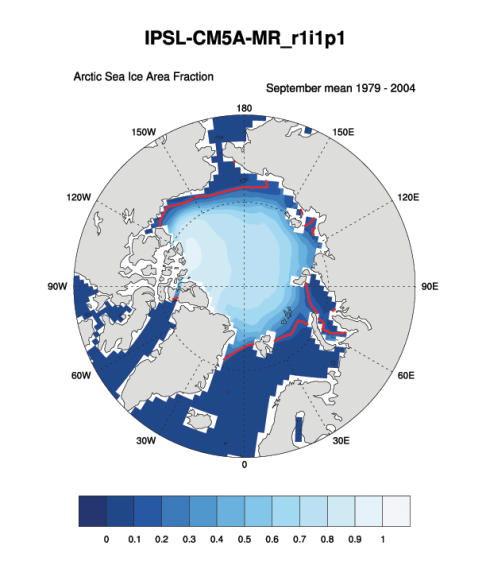 IPSL-CM5A-MR_r1i1p1
Arctic Sea Ice Area Fraction
September mean 1979 - 2004
180
150W 150E
120W 120E
90W 90E
60W 60E
30W 30E
0
0 0.1 0.2 0.3 0.4 0.5 0.6 0.7 0.8 0.9 1